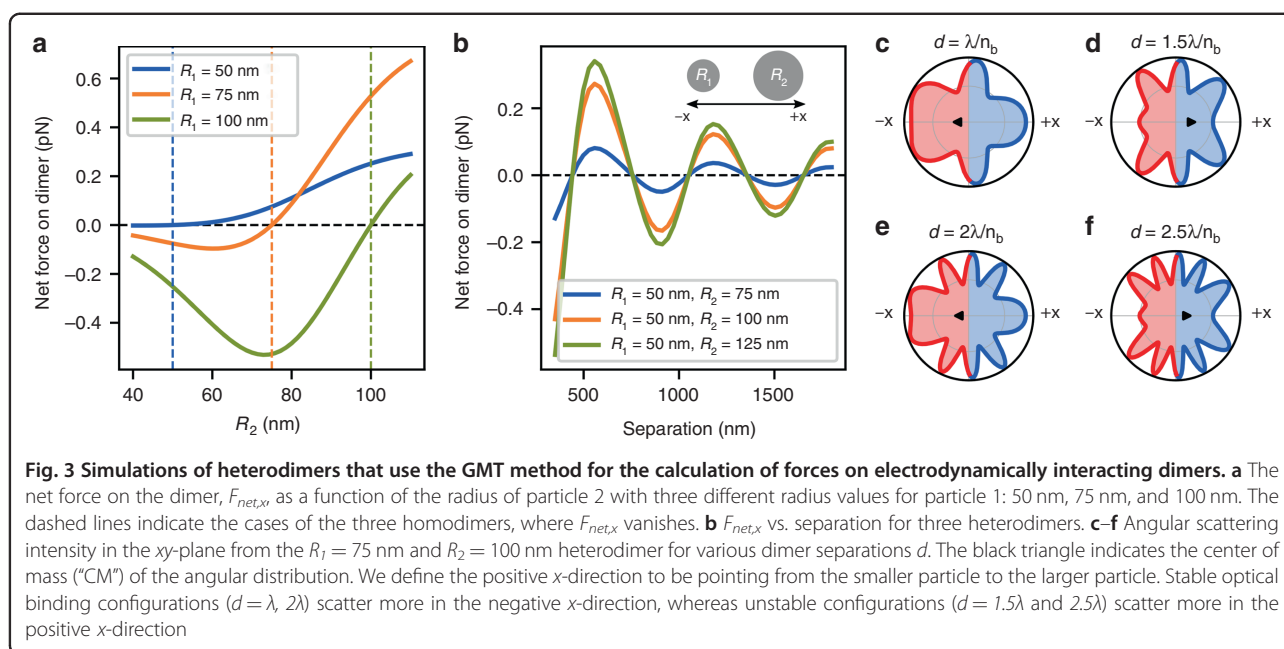 a
Net force on dimer (pN)
0.6
0.4
0.2
0.0
−0.2
−0.4
R1 = 50 nm
R1 = 75 nm
R1 = 100 nm
40
60
80
100
R2 (nm)
b
Net force on dimer (pN)
0.2
0.0
−0.2
−0.4
R1
R2
−x
+x
R1 = 50 nm, R2 = 75 nm
R1 = 50 nm, R2 = 100 nm
R1 = 50 nm, R2 = 125 nm
500
1000
1500
Separation (nm)
c
d = λ/nb
−x
+x
d
d = 1.5λ/nb
−x
+x
e
d = 2λ/nb
−x
+x
f
d = 2.5λ/nb
−x
+x
Fig. 3 Simulations of heterodimers that use the GMT method for the calculation of forces on electrodynamically interacting dimers. a The
net force on the dimer, Fnet,x, as a function of the radius of particle 2 with three different radius values for particle 1: 50 nm, 75 nm, and 100 nm. The
dashed lines indicate the cases of the three homodimers, where Fnet,x vanishes. b Fnet,x vs. separation for three heterodimers. c–f Angular scattering
intensity in the xy-plane from the R1 = 75 nm and R2 = 100 nm heterodimer for various dimer separations d. The black triangle indicates the center of
mass (“CM”) of the angular distribution. We define the positive x-direction to be pointing from the smaller particle to the larger particle. Stable optical
binding configurations (d = λ, 2λ) scatter more in the negative x-direction, whereas unstable configurations (d = 1.5λ and 2.5λ) scatter more in the
positive x-direction